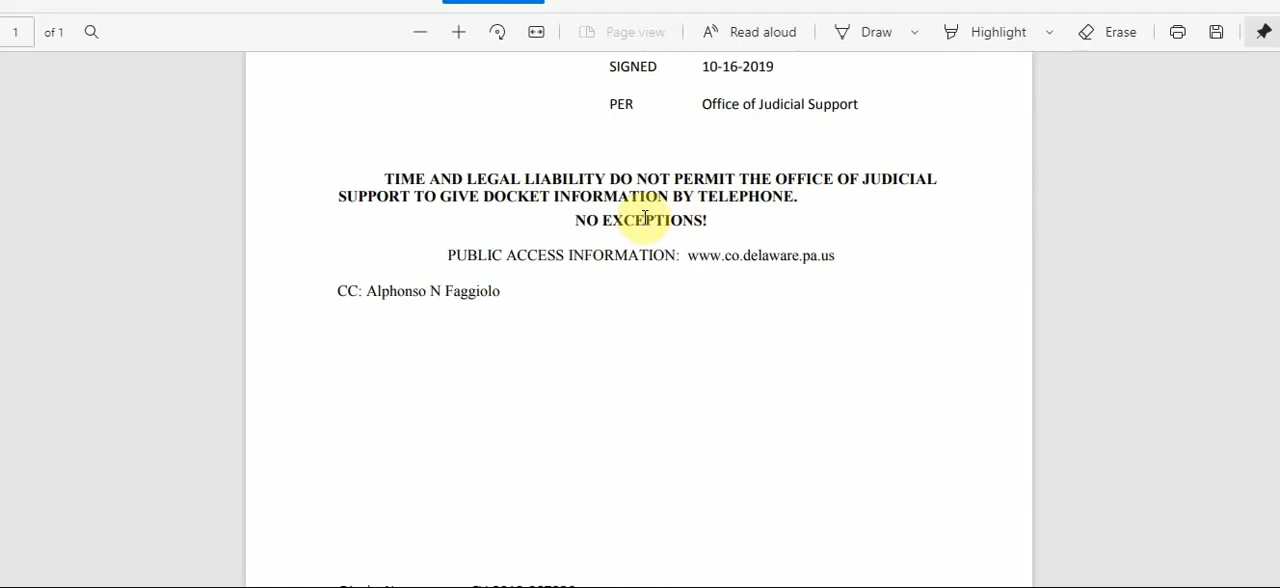 1 of 1 Page view Read aloud Draw Highlight Erase
SIGNED 10-16-2019
PER Office of Judicial Support
TIME AND LEGAL LIABILITY DO NOT PERMIT THE OFFICE OF JUDICIAL
SUPPORT TO GIVE DOCKET INFORMATION BY TELEPHONE.
NO EXCEPTIONS!
PUBLIC ACCESS INFORMATION: www.co.delaware.pa.us
CC: Alphonso N Faggiolo